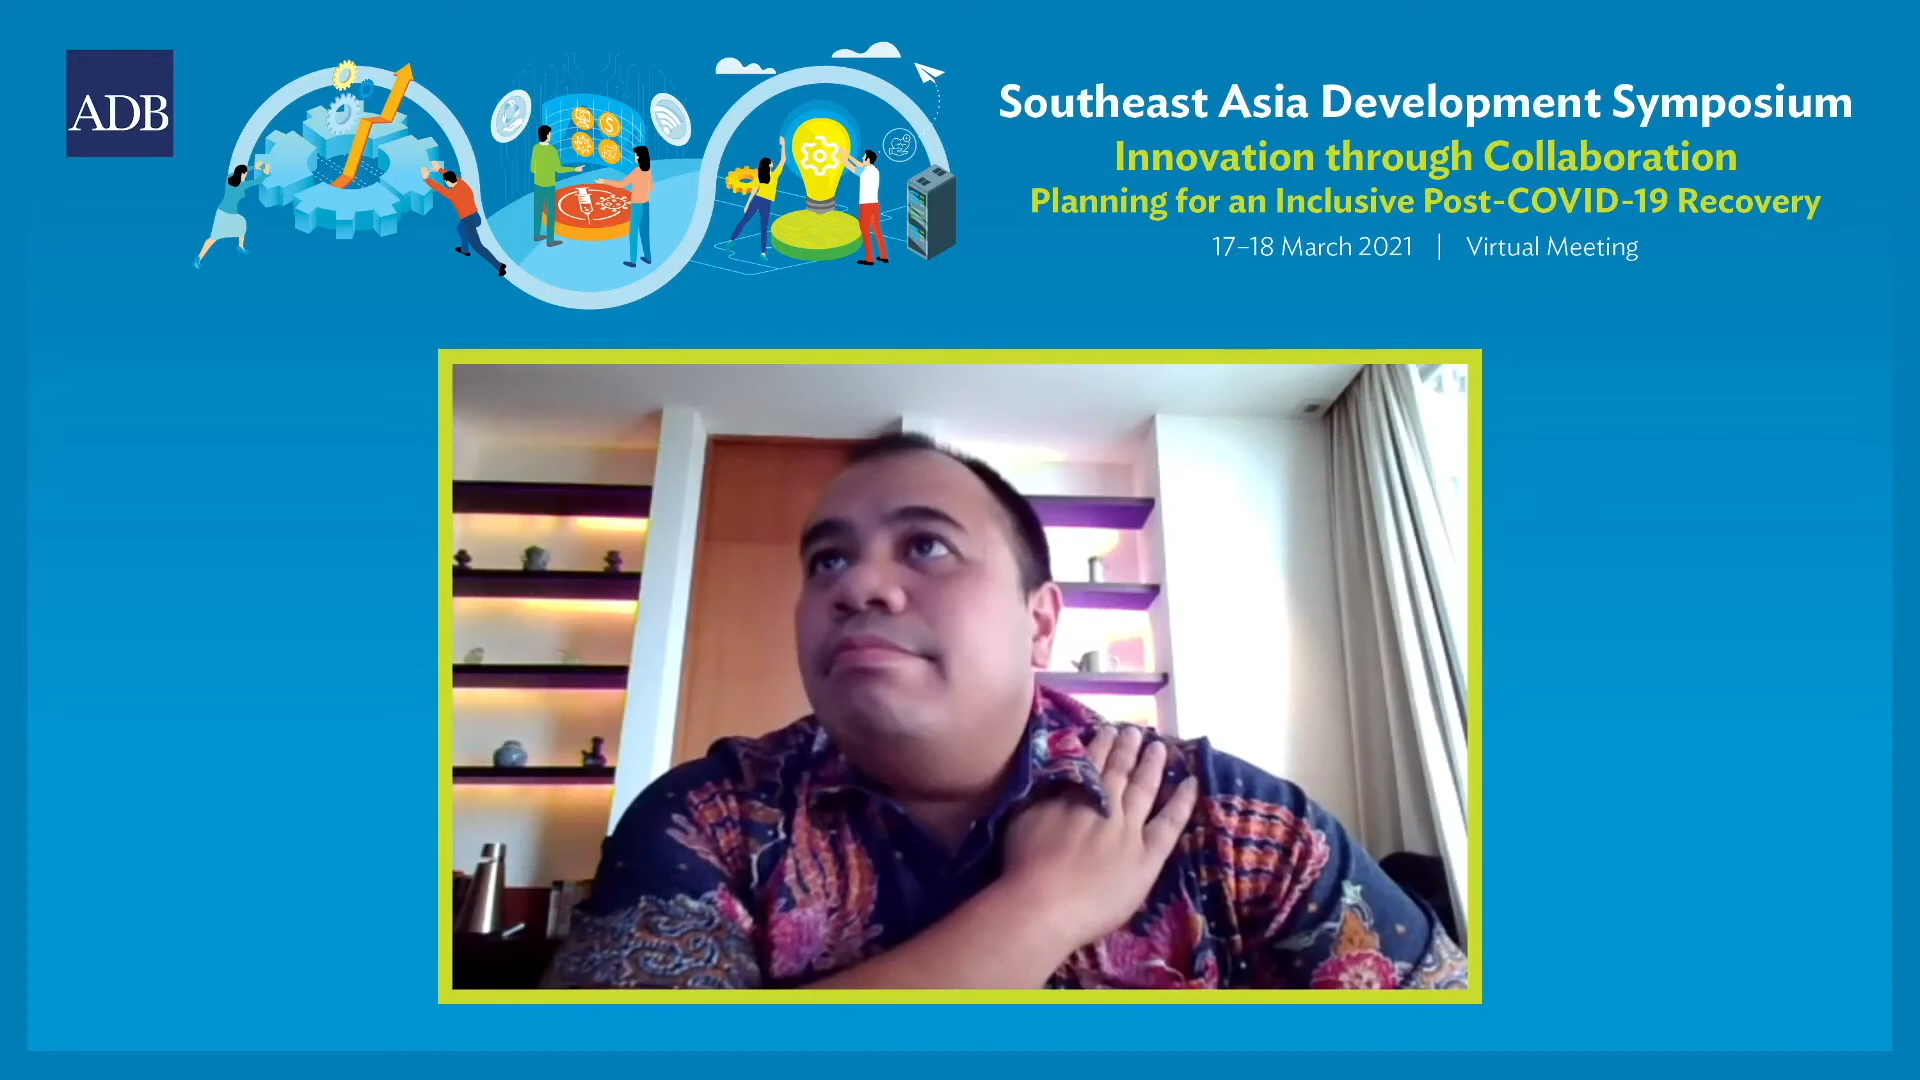 ADB
Southeast Asia Development Symposium
Innovation through Collaboration
Planning for an Inclusive Post-COVID-19 Recovery
17–18 March 2021 | Virtual Meeting